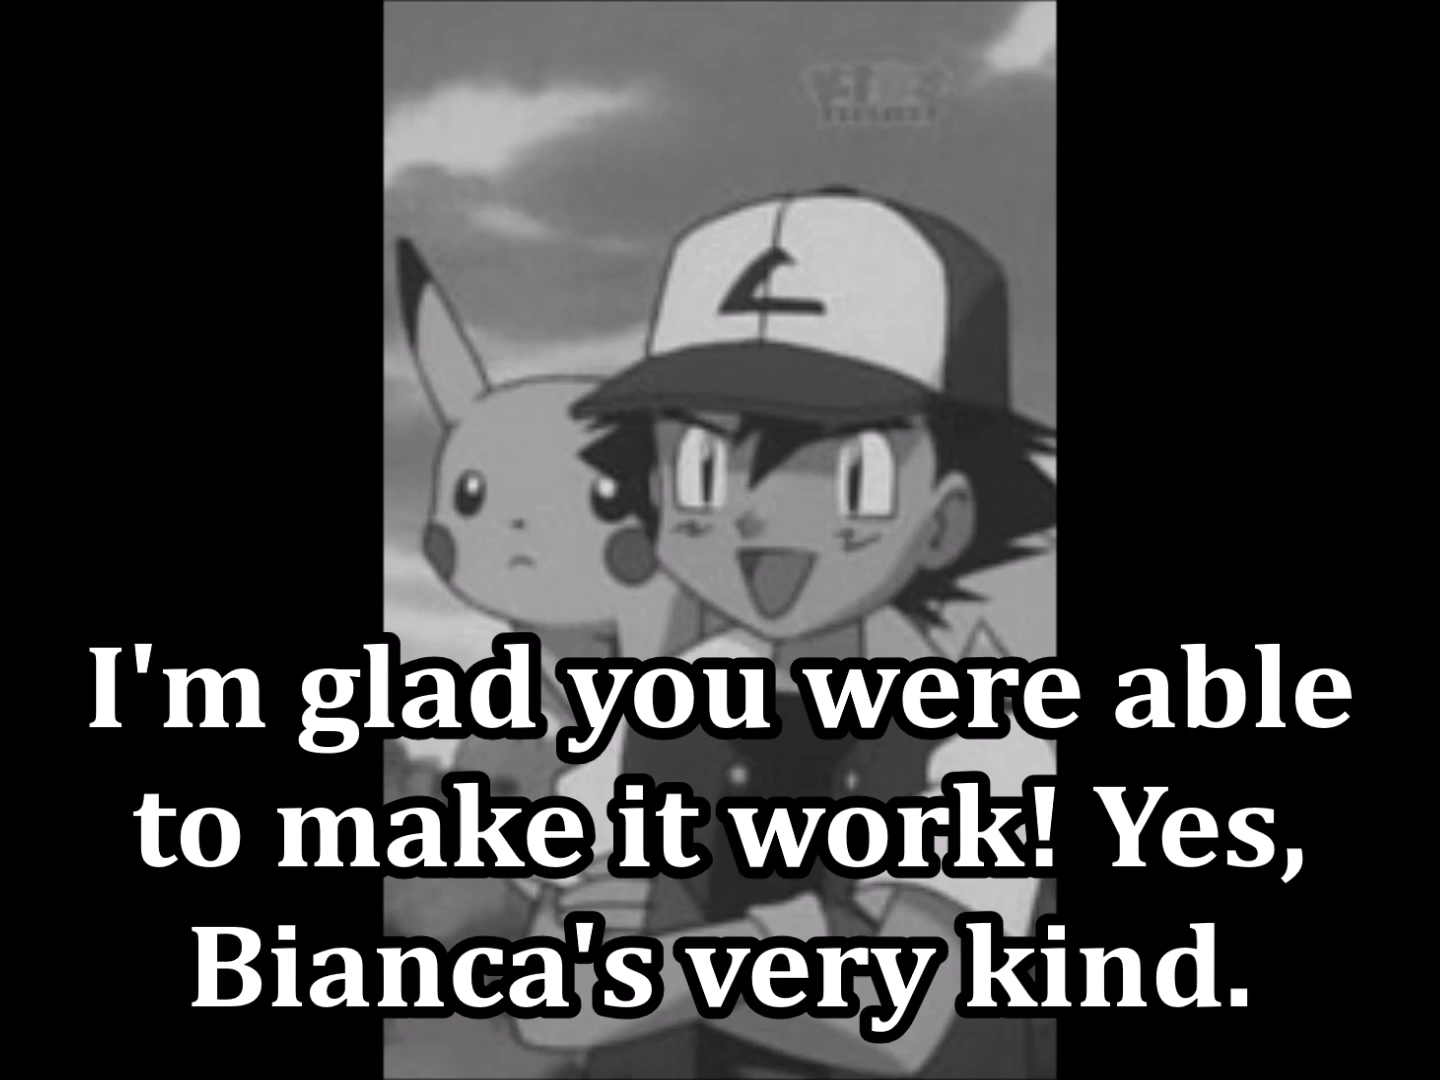 I'm glad you were able
to make it work! Yes,
Bianca's very kind.